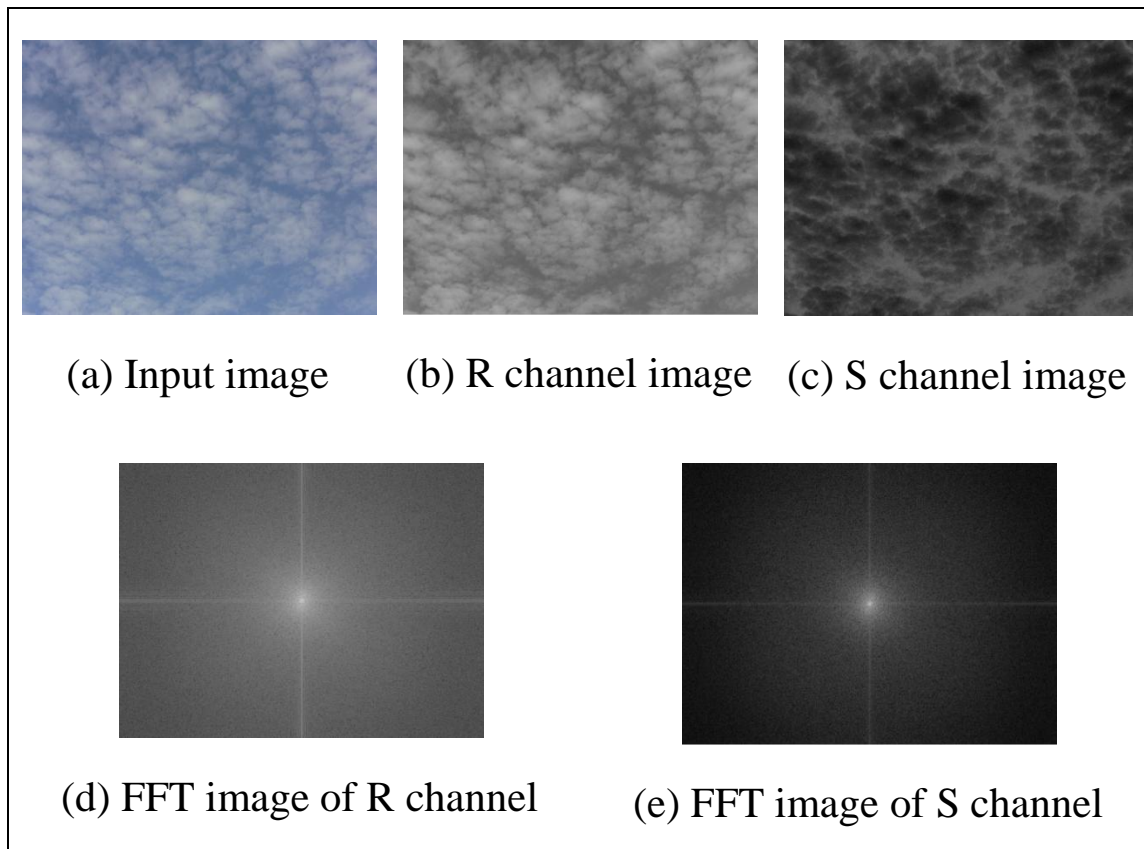 (a) Input image
(b) R channel image
(c) S channel image
(d) FFT image of R channel
(e) FFT image of S channel